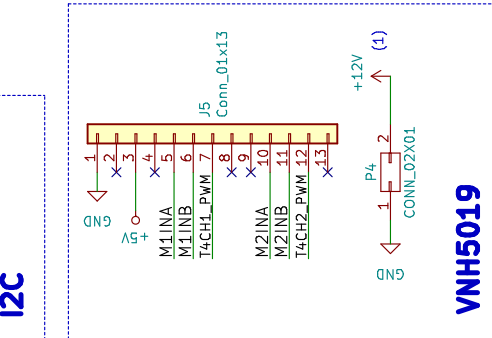 (1)
+12V
J5
Conn_01x13
1
2
3
4
5
6
7
8
9
10
11
12
13
GND
+5V
M1INA
M1INB
T4CH1_PWM
M2INA
M2INB
T4CH2_PWM
2
P4
CONN_02X01
1
GND
VNH5019
I2C